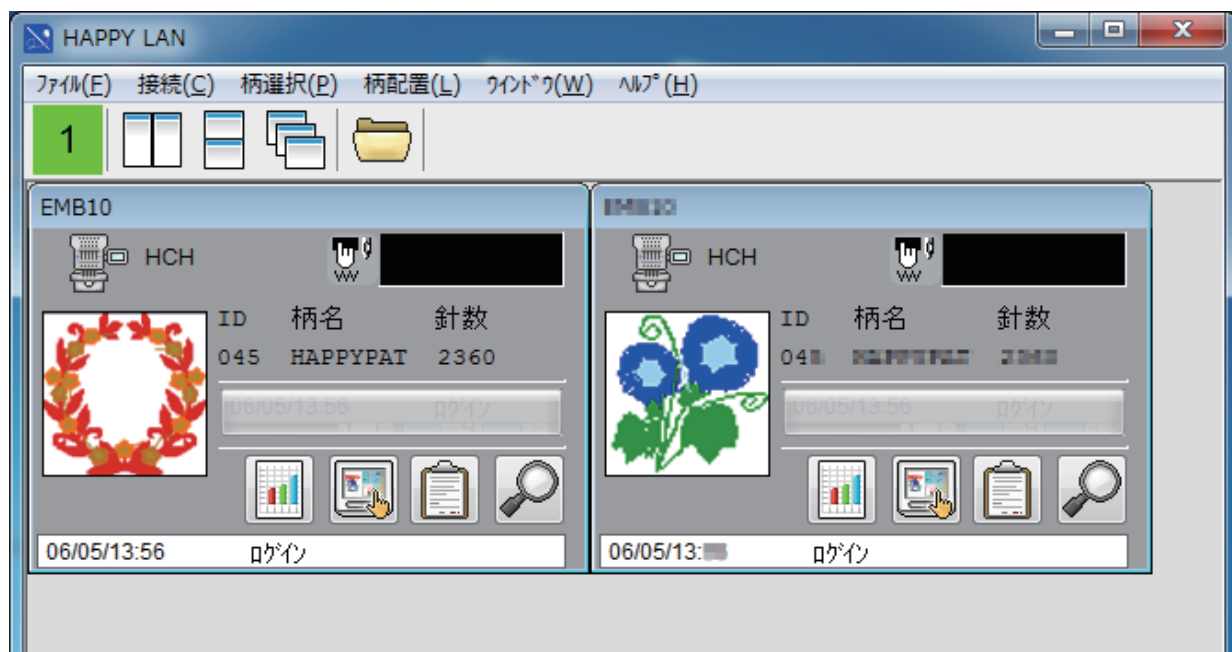 HAPPY LAN
ﾌｧｲﾙ(F) 接続(C) 柄選択(P) 柄配置(L) ｳｲﾝﾄﾞｳ(W) ﾍﾙﾌﾟ(H)
1
EMB10
HCH
ID 柄名 針数
045 HAPPYPAT 2360
06/05/13:56 ログイン
06/05/13:56 ログイン
HCH
ID 柄名 針数
06/05/13:56 ログイン
06/05/13: ログイン